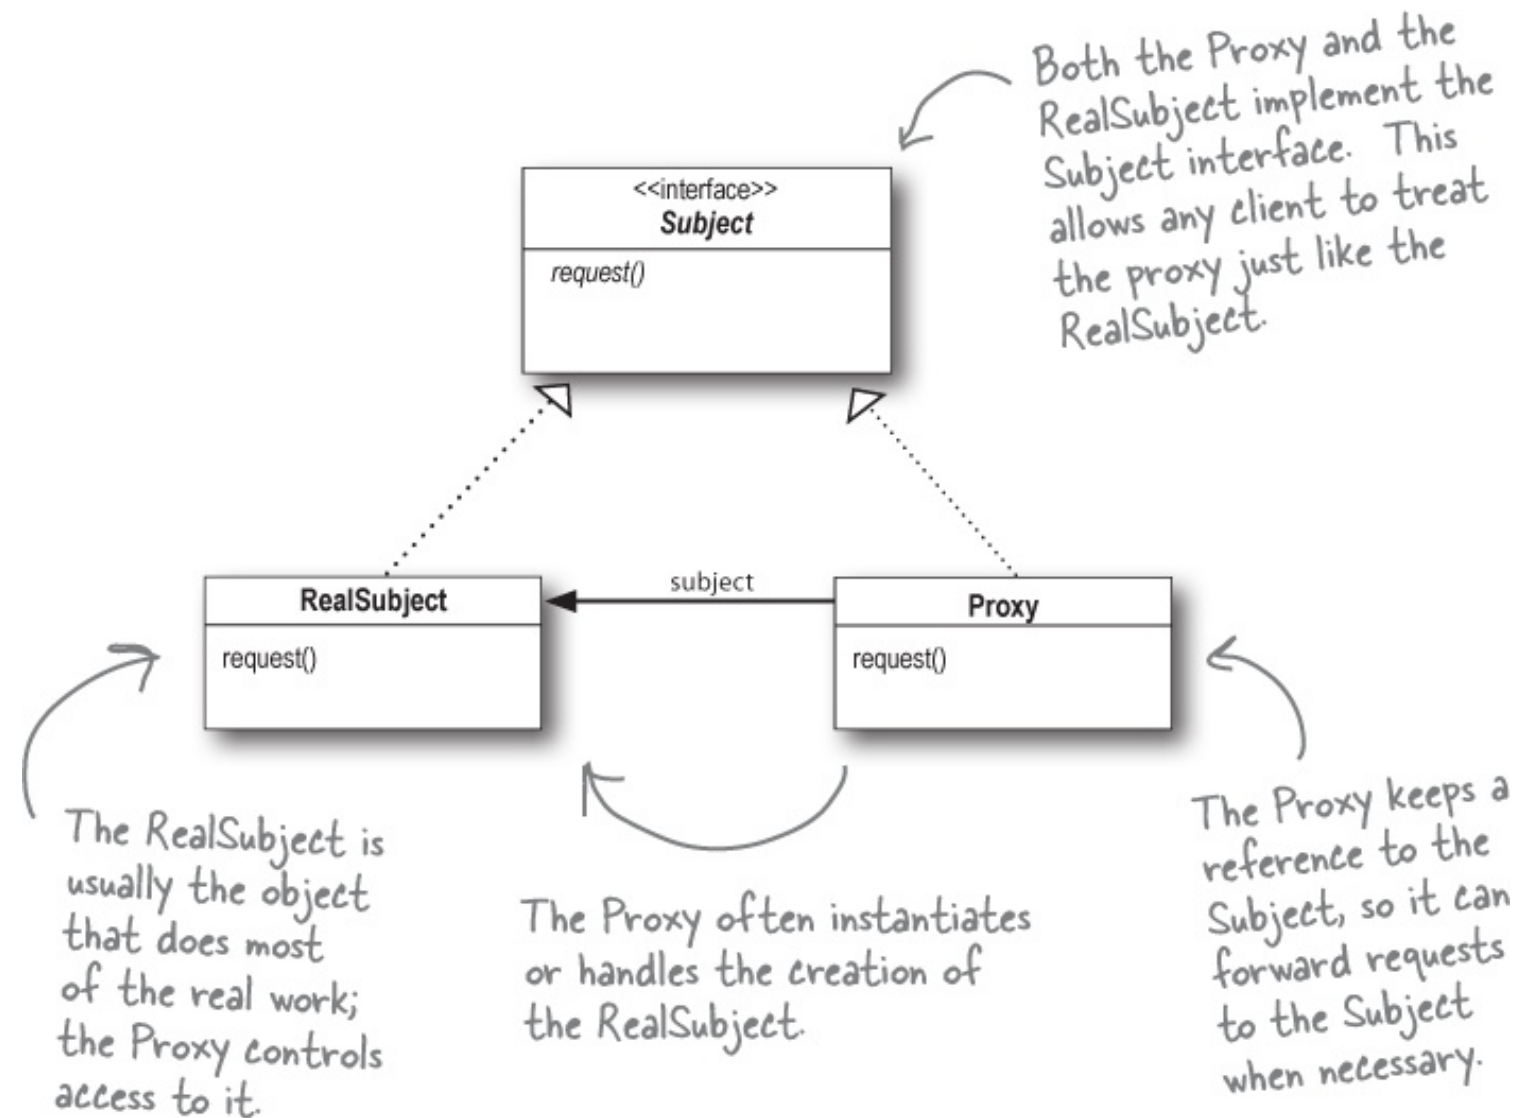 Both the Proxy and the
RealSubject implement the
Subject interface. This
allows any client to treat
the proxy just like the
RealSubject.
<<interface>>
Subject
request()
RealSubject
request()
subject
Proxy
request()
The RealSubject is
usually the object
that does most
of the real work;
the Proxy controls
access to it.
The Proxy often instantiates
or handles the creation of
the RealSubject.
The Proxy keeps a
reference to the
Subject, so it can
forward requests
to the Subject
when necessary.